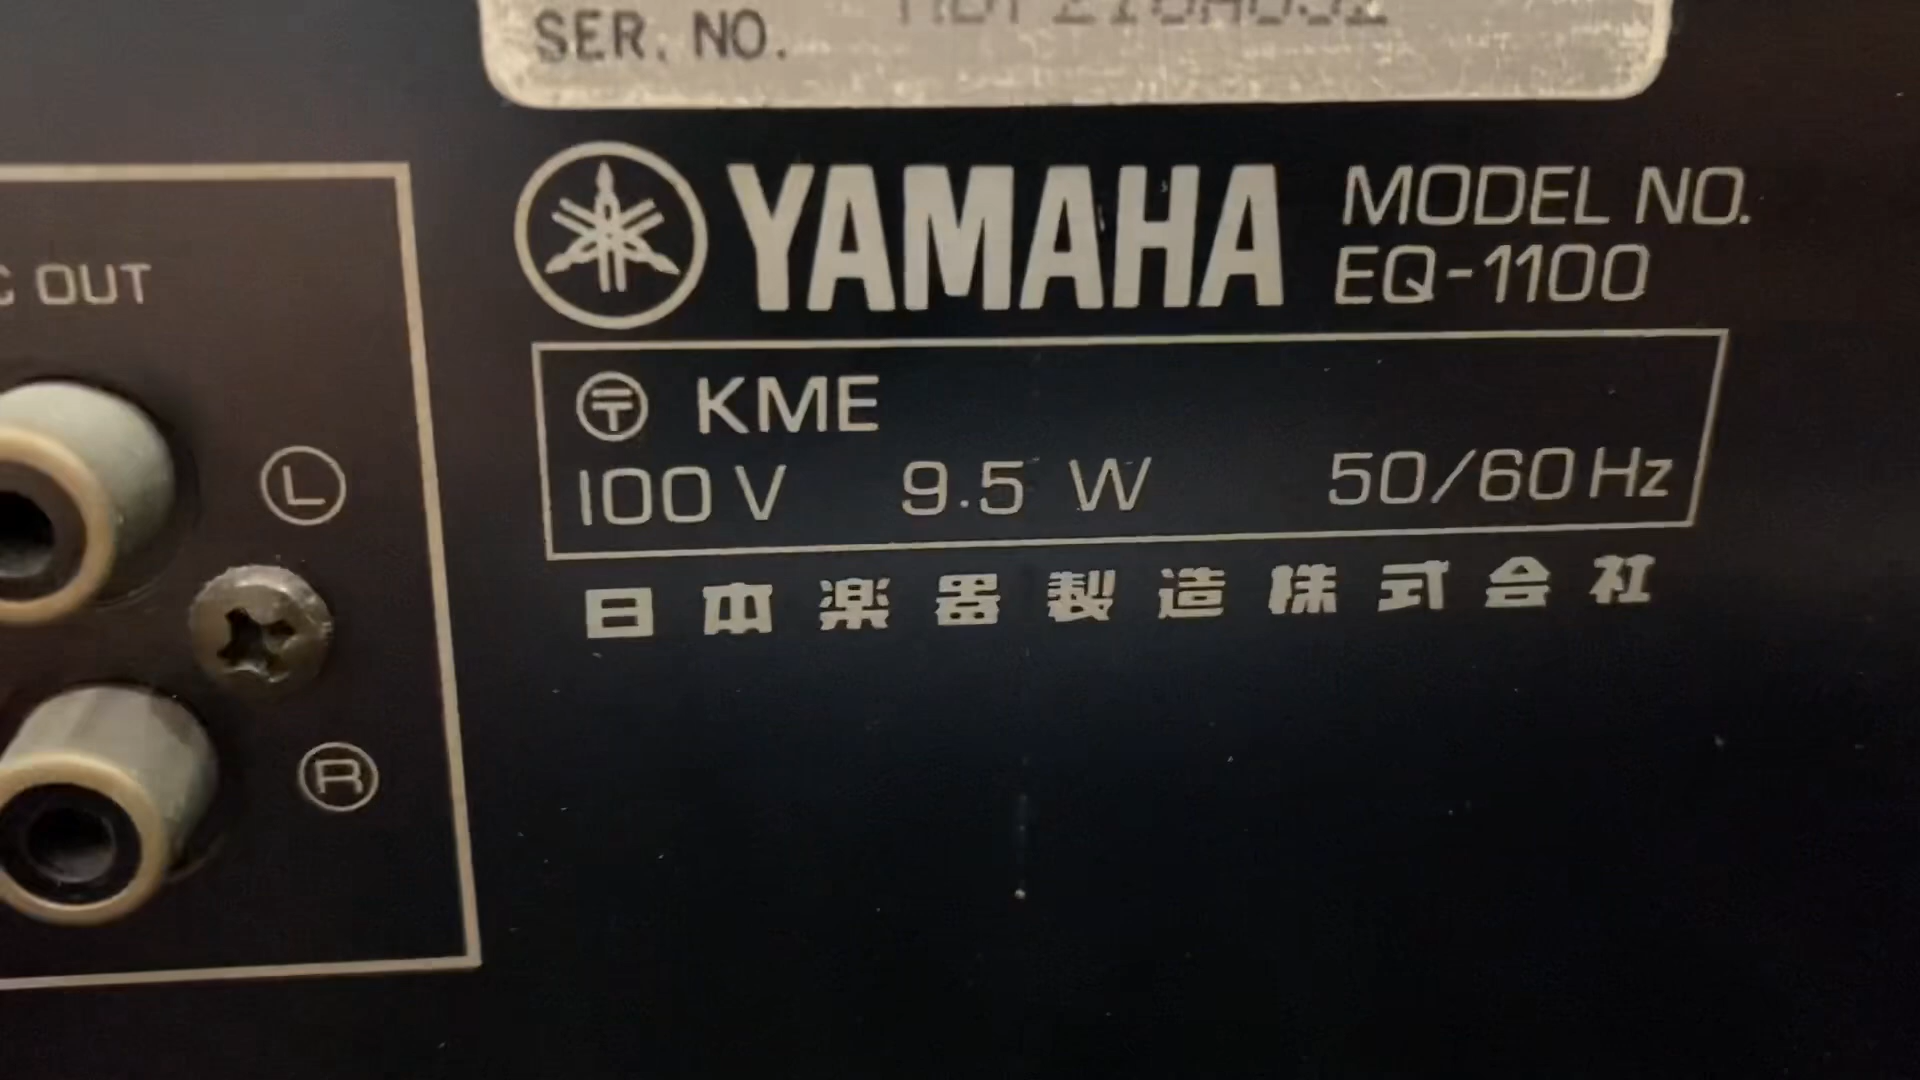 SER. NO.
OUT
YAMAHA
MODEL NO.
EQ-1100
〒 KME
100V 9.5 W 50/60Hz
日本楽器製造株式会社
L
R